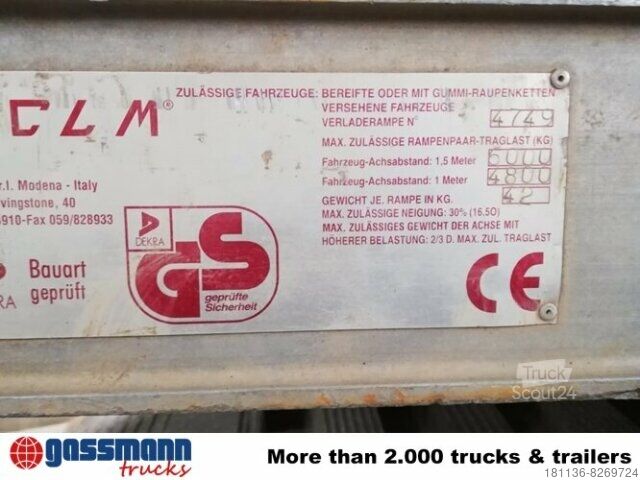 CLM®
r.l. Modena - Italy
vingstone, 40
910-Fax 059/828933
DEKRA
Bauart
geprüft
RA
GS
geprüfte
Sicherheit
ZULÄSSIGE FAHRZEUGE: BEREIFTE ODER MIT GUMMI-RAUPENKETTEN
VERSEHENE FAHRZEUGE
VERLADERAMPE N° 4749
MAX. ZULÄSSIGE RAMPENPAAR-TRAGLAST (KG)
Fahrzeug-Achsabstand: 1,5 Meter 6000
Fahrzeug-Achsabstand: 1 Meter 4800
GEWICHT JE. RAMPE IN KG. 42
MAX. ZULÄSSIGE NEIGUNG: 30% (16.5O)
MAX. ZULÄSSIGES GEWICHT DER ACHSE MIT
HÖHERER BELASTUNG: 2/3 D. MAX. ZUL. TRAGLAST
CE
Truck
Scout24
gassmann
trucks
More than 2.000 trucks & trailers
181136-8269724